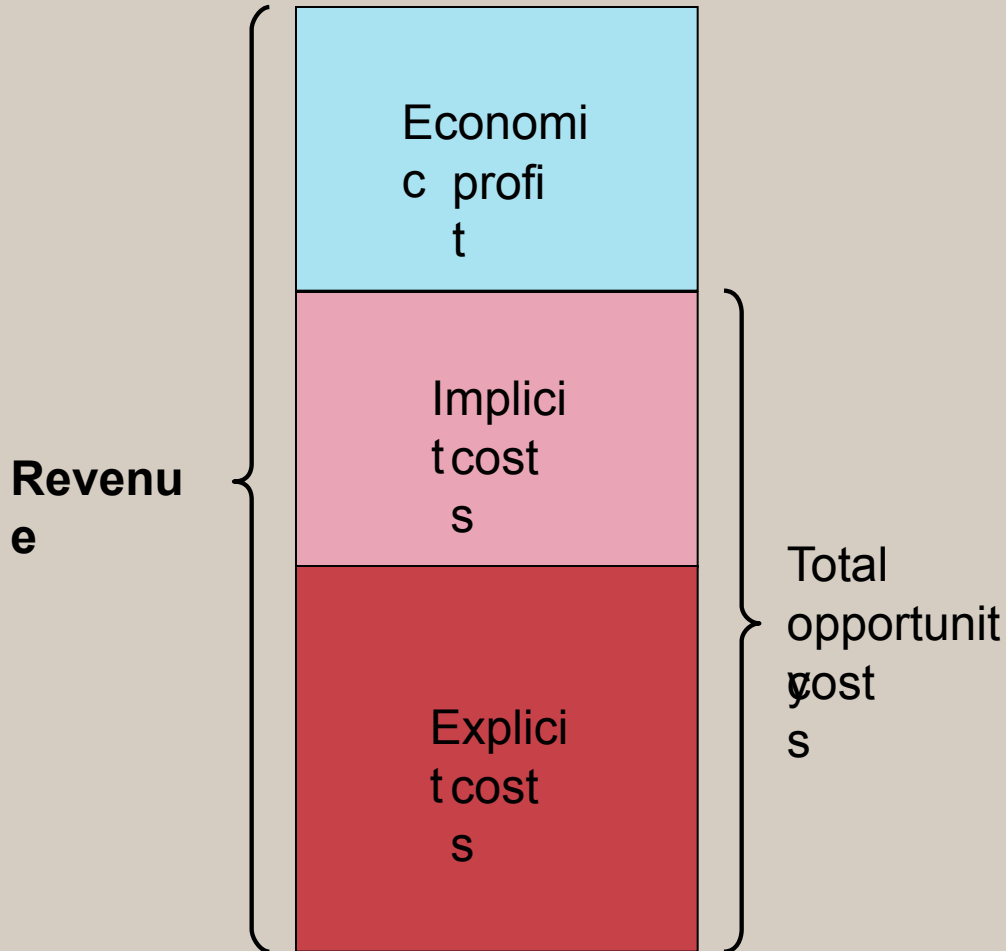 Economi
c profi
t
Implici
t cost
s
Revenu
e
Explici
t cost
s
Total
opportunit
y cost
s